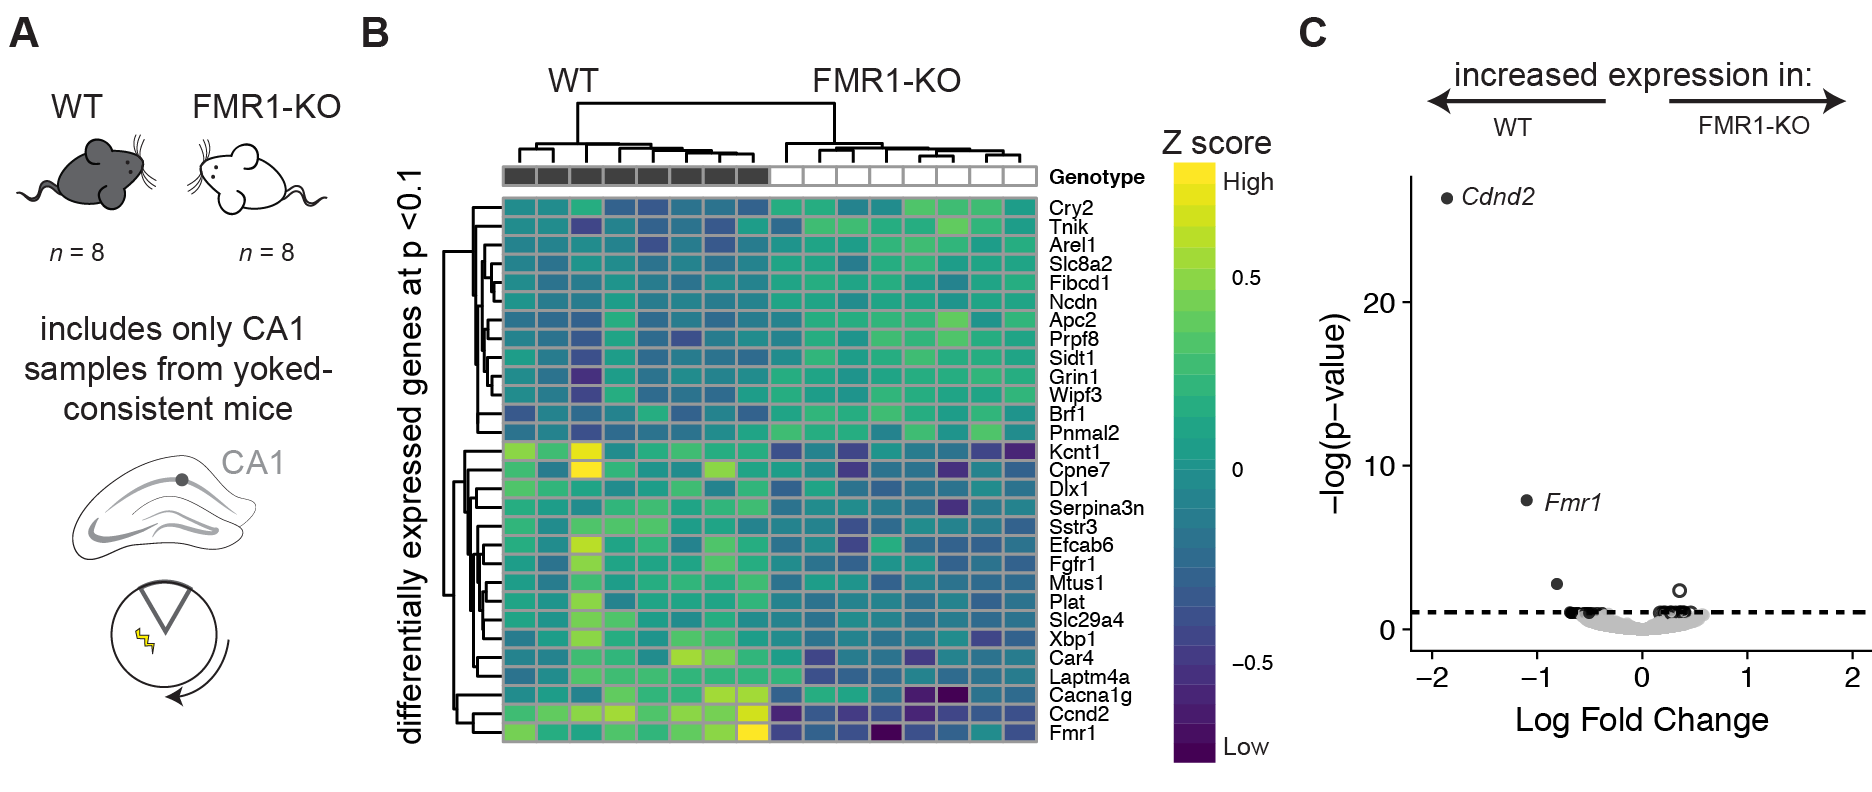 A
WT
FMR1-KO
n = 8
n = 8
includes only CA1
samples from yoked-
consistent mice
CA1
B
WT
FMR1-KO
differentially expressed genes at p <0.1
Genotype
Cry2
Tnik
Arel1
Slc8a2
Fibcd1
Ncdn
Apc2
Prpf8
Sidt1
Grin1
Wipf3
Brf1
Pnmal2
Kcnt1
Cpne7
Dlx1
Serpina3n
Sstr3
Efcab6
Fgfr1
Mtus1
Plat
Slc29a4
Xbp1
Car4
Laptm4a
Cacna1g
Ccnd2
Fmr1
Z score
High
0.5
0
−0.5
Low
C
increased expression in:
WT
FMR1-KO
Cdnd2
Fmr1
−log(p−value)
20
10
0
−2
−1
0
1
2
Log Fold Change